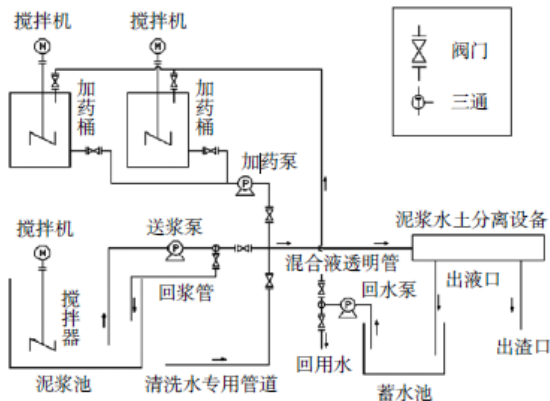 搅拌机
搅拌机
M
M
阀门
三通
加药桶
加药桶
加药泵
P
搅拌机
M
送浆泵
P
泥浆水土分离设备
混合液透明管
搅拌器
回浆管
回水泵
P
出液口
出渣口
泥浆池
清洗水专用管道
回用水
蓄水池